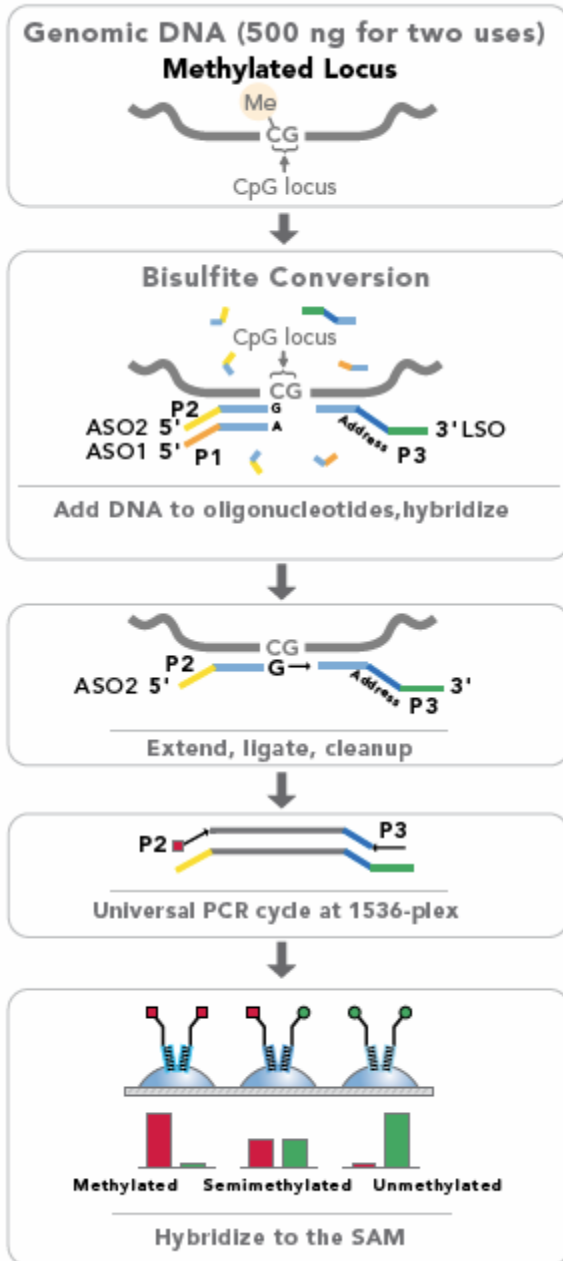 Genomic DNA (500 ng for two uses)
Methylated Locus
Me
CG
CpG locus
Bisulfite Conversion
CpG locus
CG
P2 G
ASO2 5' A Address 3' LSO
ASO1 5' P1 P3
Add DNA to oligonucleotides,hybridize
CG
P2 G
ASO2 5' Address 3'
P3
Extend, ligate, cleanup
P2 P3
Universal PCR cycle at 1536-plex
Methylated Semimethylated Unmethylated
Hybridize to the SAM